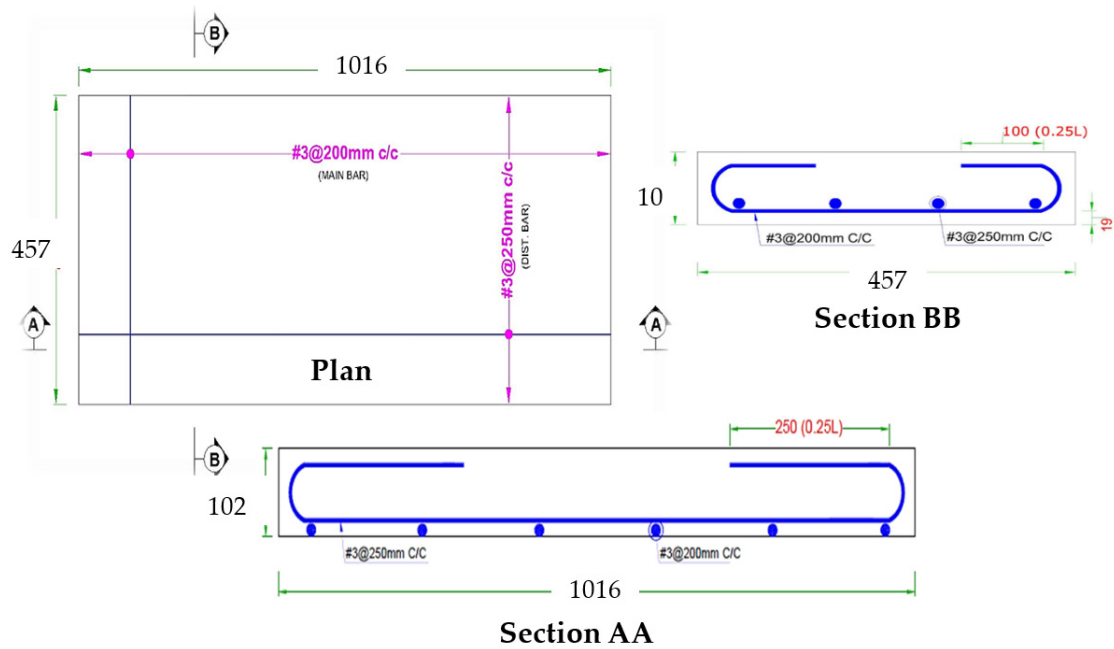 B
1016
#3@200mm c/c
(MAIN BAR)
#3@250mm c/c
(DIST. BAR)
457
A
A
Plan
B
100 (0.25L)
10
19
#3@200mm C/C
#3@250mm C/C
457
Section BB
250 (0.25L)
102
#3@250mm C/C
#3@200mm C/C
1016
Section AA